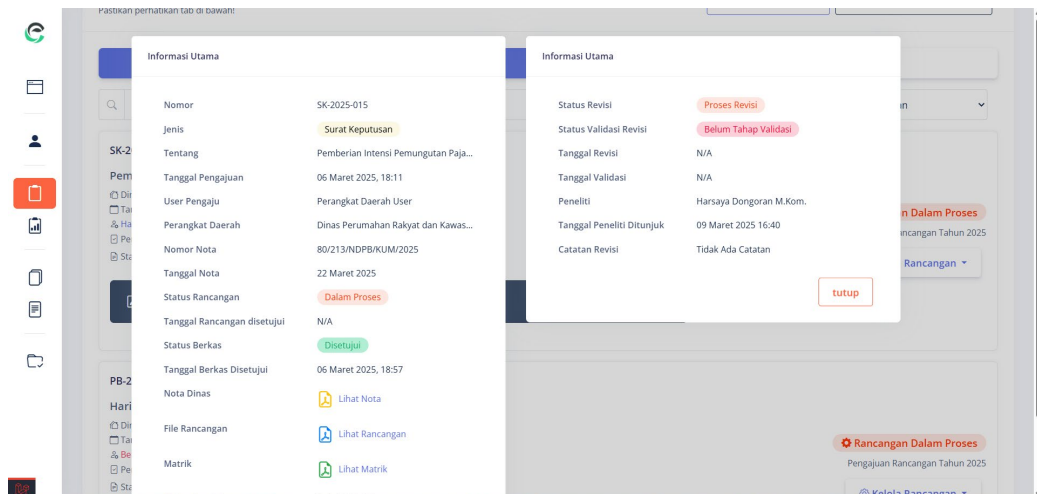 Pastikan perhatikan tab di bawah!
Informasi Utama
Nomor SK-2025-015
Jenis Surat Keputusan
Tentang Pemberian Intensi Pemungutan Paja...
Tanggal Pengajuan 06 Maret 2025, 18:11
User Pengaju Perangkat Daerah User
Perangkat Daerah Dinas Perumahan Rakyat dan Kawas...
Nomor Nota 80/213/NDPB/KUM/2025
Tanggal Nota 22 Maret 2025
Status Rancangan Dalam Proses
Tanggal Rancangan disetujui N/A
Status Berkas Disetujui
Tanggal Berkas Disetujui 06 Maret 2025, 18:57
Nota Dinas Lihat Nota
File Rancangan Lihat Rancangan
Matrik Lihat Matrik
Informasi Utama
Status Revisi Proses Revisi
Status Validasi Revisi Belum Tahap Validasi
Tanggal Revisi N/A
Tanggal Validasi N/A
Peneliti Harsaya Dongoran M.Kom.
Tanggal Peneliti Ditunjuk 09 Maret 2025 16:40
Catatan Revisi Tidak Ada Catatan
tutup
SK-2
Pem
Dalam Proses
Tahun 2025
Rancangan
PB-2
Hari
Rancangan Dalam Proses
Pengajuan Rancangan Tahun 2025
Kelola Rancangan